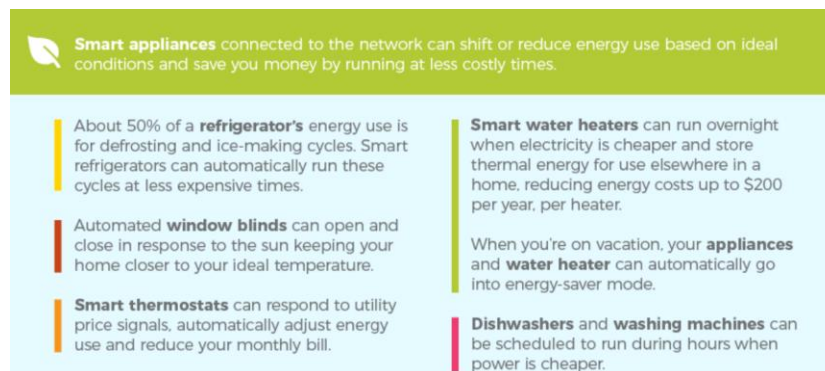 Smart appliances connected to the network can shift or reduce energy use based on ideal
conditions and save you money by running at less costly times.
About 50% of a refrigerator's energy use is
for defrosting and ice-making cycles. Smart
refrigerators can automatically run these
cycles at less expensive times.
Automated window blinds can open and
close in response to the sun keeping your
home closer to your ideal temperature.
Smart thermostats can respond to utility
price signals, automatically adjust energy
use and reduce your monthly bill.
Smart water heaters can run overnight
when electricity is cheaper and store
thermal energy for use elsewhere in a
home, reducing energy costs up to $200
per year, per heater.
When you're on vacation, your appliances
and water heater can automatically go
into energy-saver mode.
Dishwashers and washing machines can
be scheduled to run during hours when
power is cheaper.